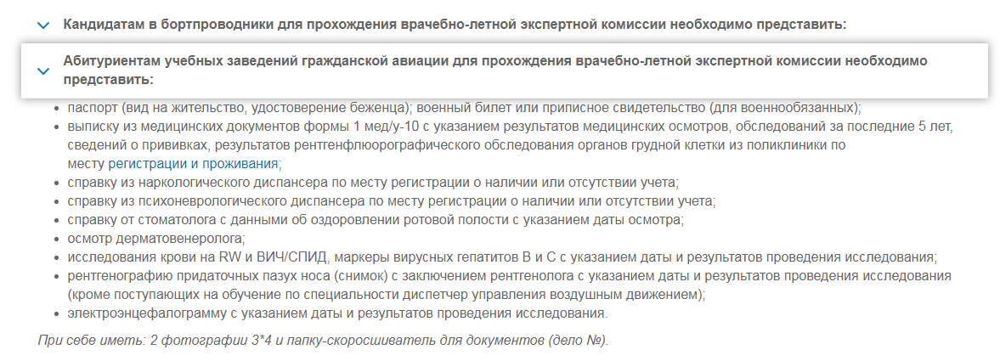 Кандидатам в бортпроводники для прохождения врачебно-летной экспертной комиссии необходимо представить:
Абитуриентам учебных заведений гражданской авиации для прохождения врачебно-летной экспертной комиссии необходимо
представить:
• паспорт (вид на жительство, удостоверение беженца); военный билет или приписное свидетельство (для военнообязанных);
• выписку из медицинских документов формы 1 мед/у-10 с указанием результатов медицинских осмотров, обследований за последние 5 лет,
сведений о прививках, результатов рентгенфлюорографического обследования органов грудной клетки из поликлиники по
месту регистрации и проживания;
• справку из наркологического диспансера по месту регистрации о наличии или отсутствии учета;
• справку из психоневрологического диспансера по месту регистрации о наличии или отсутствии учета;
• справку от стоматолога с данными об оздоровлении ротовой полости с указанием даты осмотра;
• осмотр дерматовенеролога;
• исследования крови на RW и ВИЧ/СПИД, маркеры вирусных гепатитов В и С с указанием даты и результатов проведения исследования;
• рентгенографию придаточных пазух носа (снимок) с заключением рентгенолога с указанием даты и результатов проведения исследования
(кроме поступающих на обучение по специальности диспетчер управления воздушным движением);
• электроэнцефалограмму с указанием даты и результатов проведения исследования.
При себе иметь: 2 фотографии 3*4 и папку-скоросшиватель для документов (дело №).